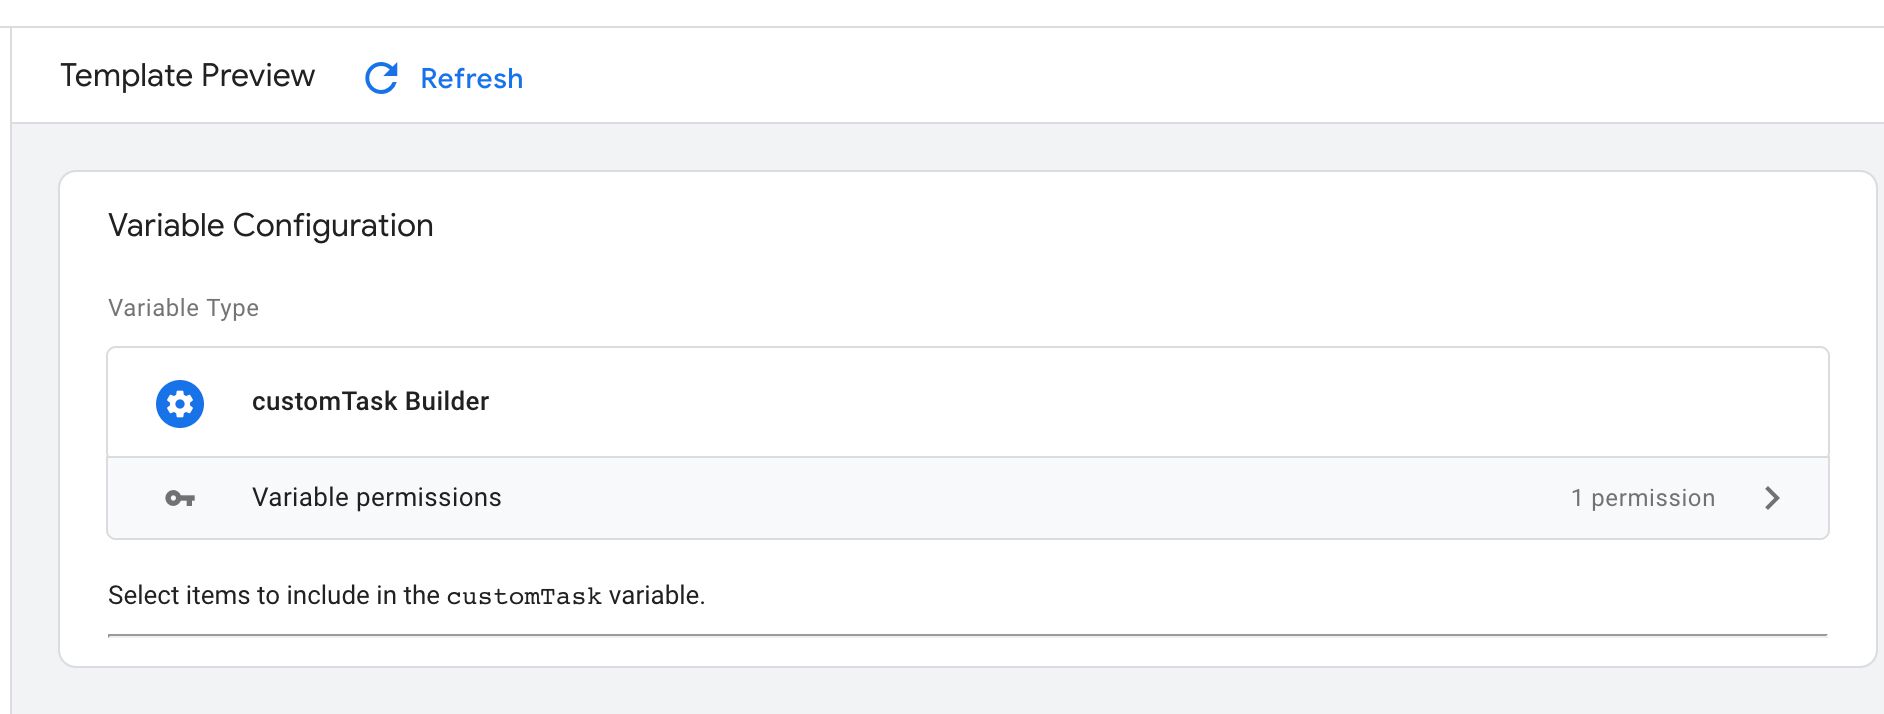 Template Preview Refresh
Variable Configuration
Variable Type
customTask Builder
Variable permissions 1 permission
Select items to include in the customTask variable.